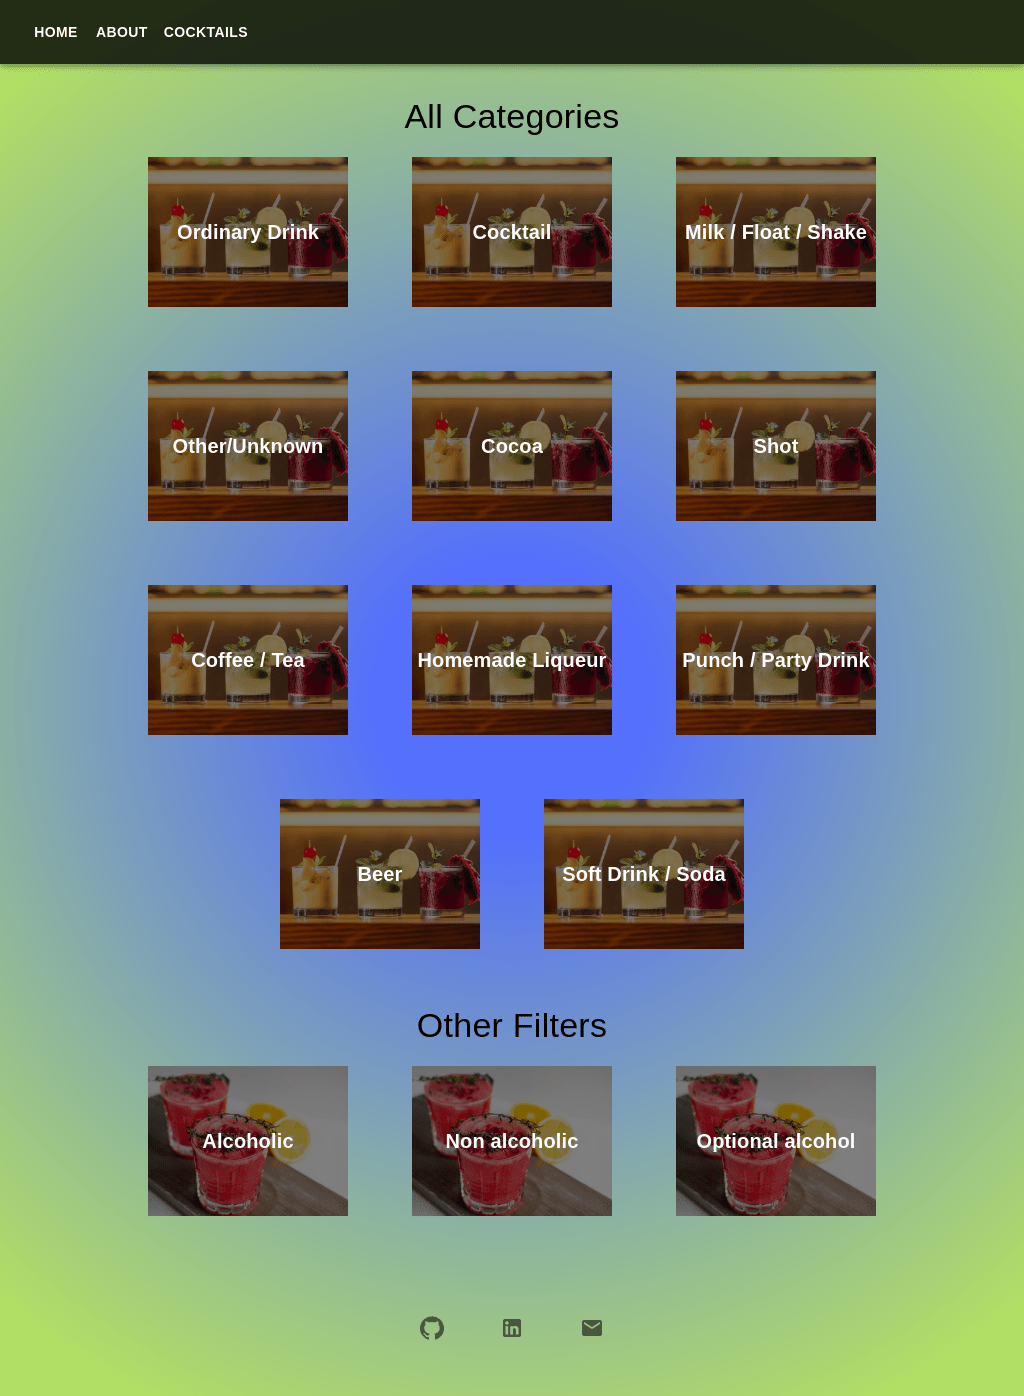 HOME ABOUT COCKTAILS
All Categories
Ordinary Drink
Cocktail
Milk / Float / Shake
Other/Unknown
Cocoa
Shot
Coffee / Tea
Homemade Liqueur
Punch / Party Drink
Beer
Soft Drink / Soda
Other Filters
Alcoholic
Non alcoholic
Optional alcohol